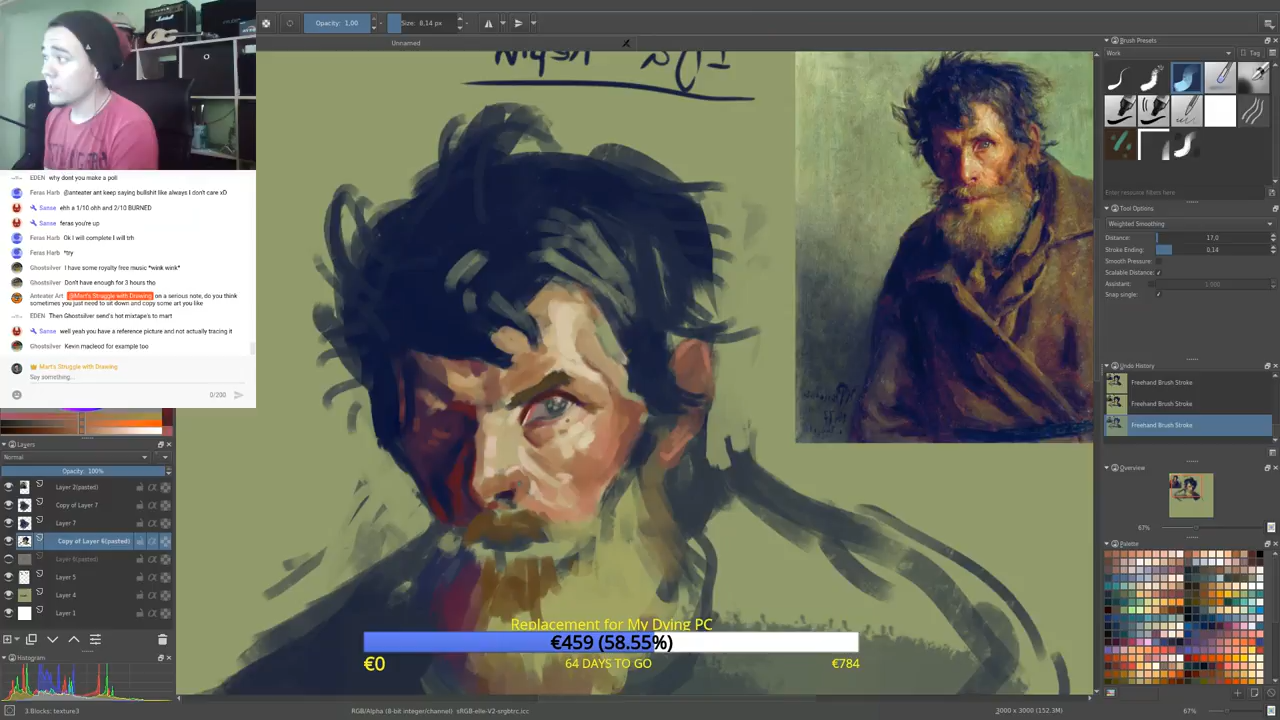 Opacity: 1,00
Size: 8,14 px
Unnamed
EDEN why dont you make a poll
Feras Harb @anteater ant keep saying bullshit like always I don't care xD
Sanse ehh a 1/10 ohh and 2/10 BURNED
Sanse feras you're up
Feras Harb Ok I will complete I will trh
Feras Harb *try
Ghostsilver I have some royalty free music *wink wink*
Ghostsilver Don't have enough for 3 hours tho
Anteater Art @Mart's Struggle with Drawing on a serious note, do you think
sometimes you just need to sit down and copy some art you like
EDEN Then Ghostsilver send's hot mixtape's to mart
Sanse well yeah you have a reference picture and not actually tracing it
Ghostsilver Kevin macleod for example too
Mart's Struggle with Drawing
Say something...
0/200
Layers
Normal
Opacity: 100%
Layer 2(pasted)
Copy of Layer 7
Layer 7
Copy of Layer 6(pasted)
Layer 6(pasted)
Layer 5
Layer 4
Layer 1
Histogram
Replacement for My Dying PC
€459 (58.55%)
€0
64 DAYS TO GO
€784
Brush Presets
Work
Tag
Enter resource filters here
Tool Options
Weighted Smoothing
Distance: 17,0
Stroke Ending: 0,14
Smooth Pressure:
Scalable Distance:
Assistant: 1 000
Snap single:
Undo History
Freehand Brush Stroke
Freehand Brush Stroke
Freehand Brush Stroke
Overview
67%
Palette
3.Blocks: texture3
RGB/Alpha (8-bit integer/channel) sRGB-elle-V2-srgbtrc.icc
3000 x 3000 (152.3M)
67%